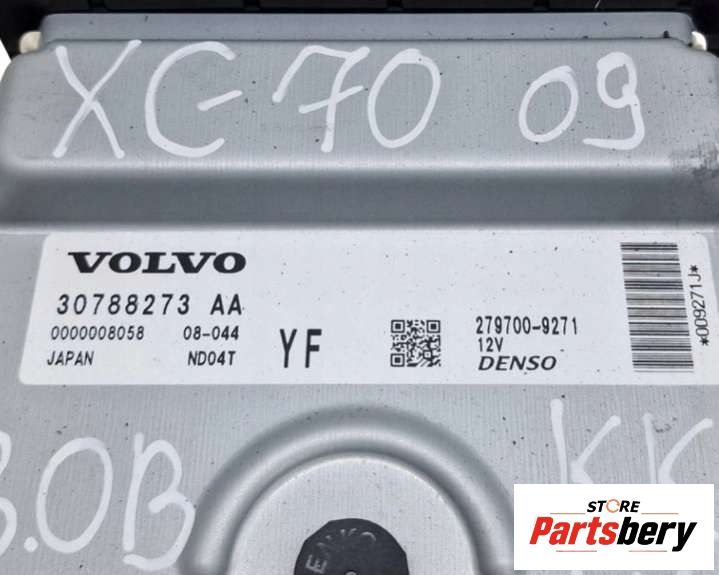 XC-70 09
VOLVO
30788273 AA
0000008058 08-044
JAPAN ND04T
YF
279700-9271
12V
DENSO
*009271J*
3.0B KK
STORE
Partsbery